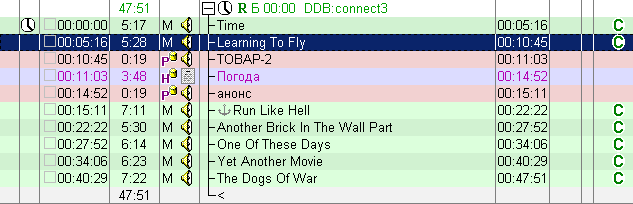 47:51 R Б 00:00 DDB:connect3
00:00:00 5:17 M Time 00:05:16 C
00:05:16 5:28 M Learning To Fly 00:10:45 C
00:10:45 0:19 P ТОВАР-2 00:11:03
00:11:03 3:48 H Погода 00:14:52
00:14:52 0:19 P анонс 00:15:11
00:15:11 7:11 M Run Like Hell 00:22:22 C
00:22:22 5:30 M Another Brick In The Wall Part 00:27:52 C
00:27:52 6:14 M One Of These Days 00:34:06 C
00:34:06 6:23 M Yet Another Movie 00:40:29 C
00:40:29 7:22 M The Dogs Of War 00:47:51 C
47:51 <